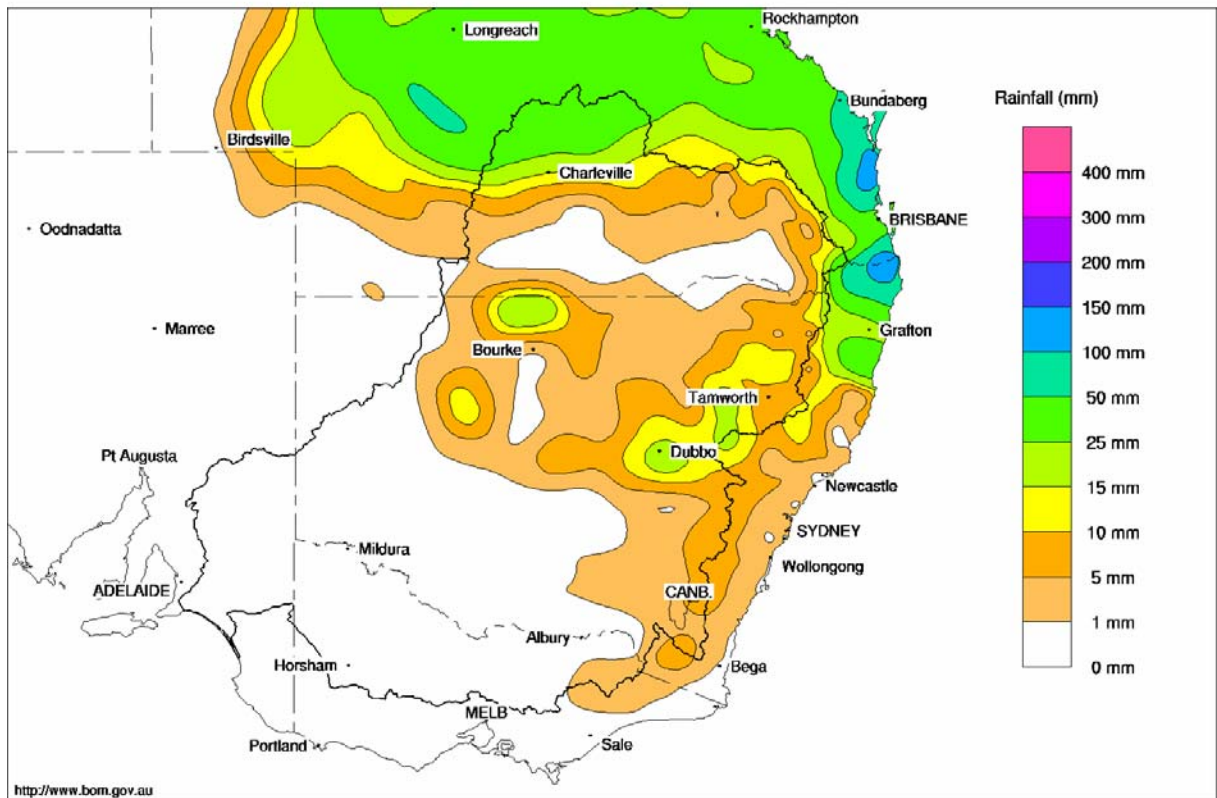 Longreach
Rockhampton
Bundaberg
Birdsville
Charleville
BRISBANE
Oodnadatta
Marree
Grafton
Bourke
Tamworth
Pt Augusta
Dubbo
Newcastle
SYDNEY
Mildura
Wollongong
ADELAIDE
CANB.
Albury
Horsham
Bega
MELB
Portland
Sale
http://www.bom.gov.au
Rainfall (mm)
400 mm
300 mm
200 mm
150 mm
100 mm
50 mm
25 mm
15 mm
10 mm
5 mm
1 mm
0 mm